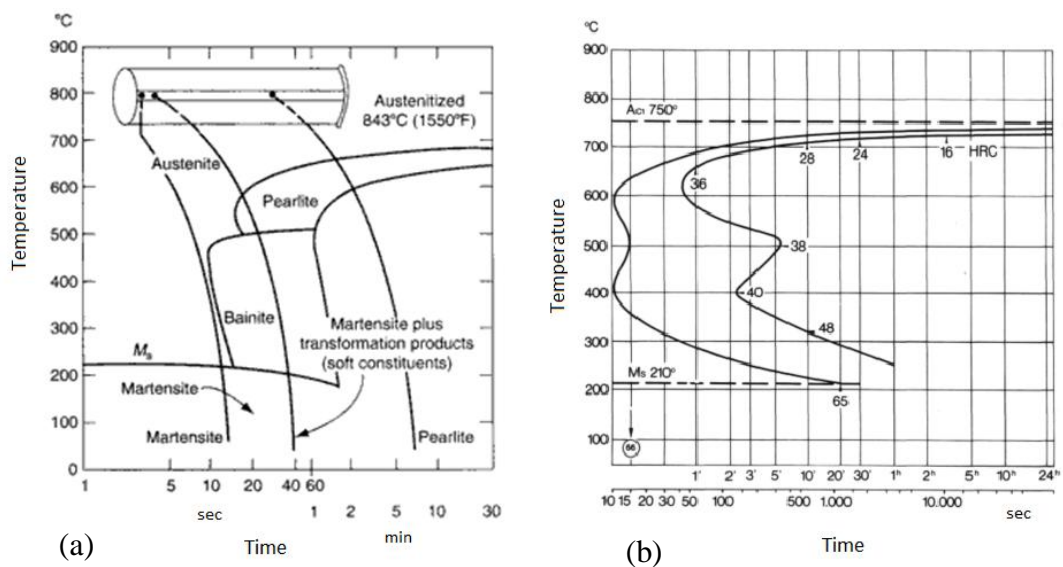 °C
900
800
700
600
500
400
300
200
100
0
Temperature
Austenitized
843°C (1550°F)
Austenite
Pearlite
Bainite
Martensite plus
transformation products
(soft constituents)
Ms
Martensite
Martensite
Pearlite
1 5 10 20 40 60
1 2 5 10 30
sec
min
Time
(a)
°C
900
800
700
600
500
400
300
200
100
Temperature
Ac1 750°
28 24 16 HRC
36
38
40
48
Ms 210°
65
66
1' 2' 3' 5' 10' 20' 30' 1h 2h 5h 10h 24h
10 15 20 30 50 100 500 1.000 10.000
sec
Time
(b)